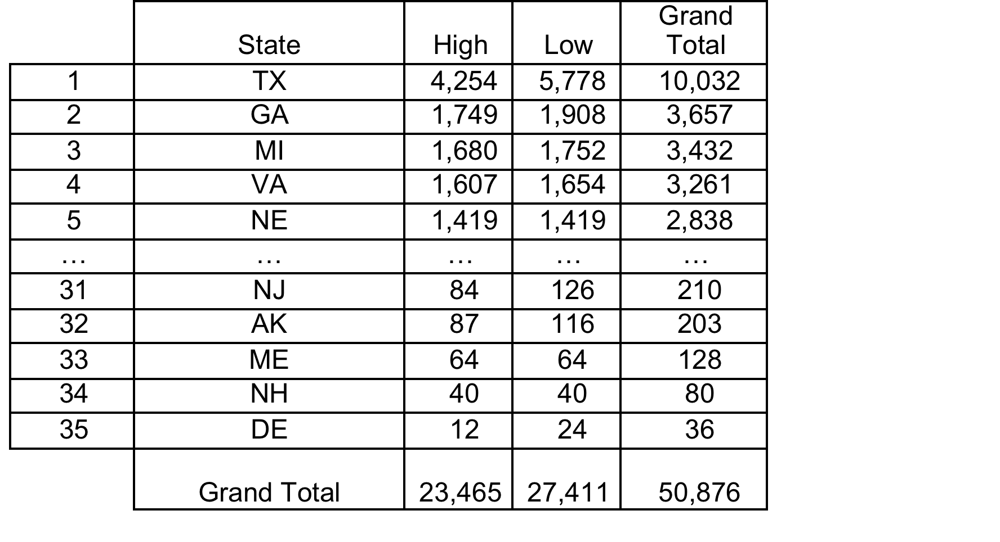 State High Low Grand Total
1 TX 4,254 5,778 10,032
2 GA 1,749 1,908 3,657
3 MI 1,680 1,752 3,432
4 VA 1,607 1,654 3,261
5 NE 1,419 1,419 2,838
... ... ... ... ...
31 NJ 84 126 210
32 AK 87 116 203
33 ME 64 64 128
34 NH 40 40 80
35 DE 12 24 36
Grand Total 23,465 27,411 50,876